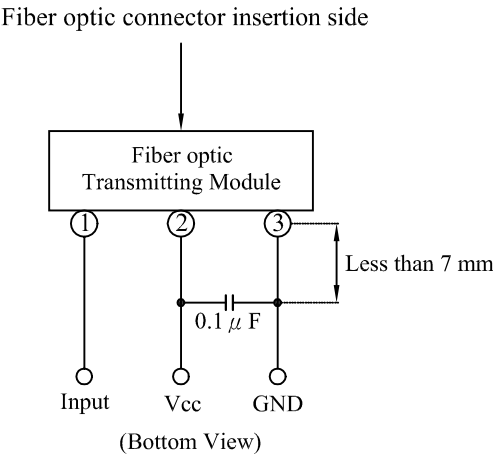 Fiber optic connector insertion side
Fiber optic
Transmitting Module
1 2 3
Less than 7 mm
0.1 μ F
Input Vcc GND
(Bottom View)